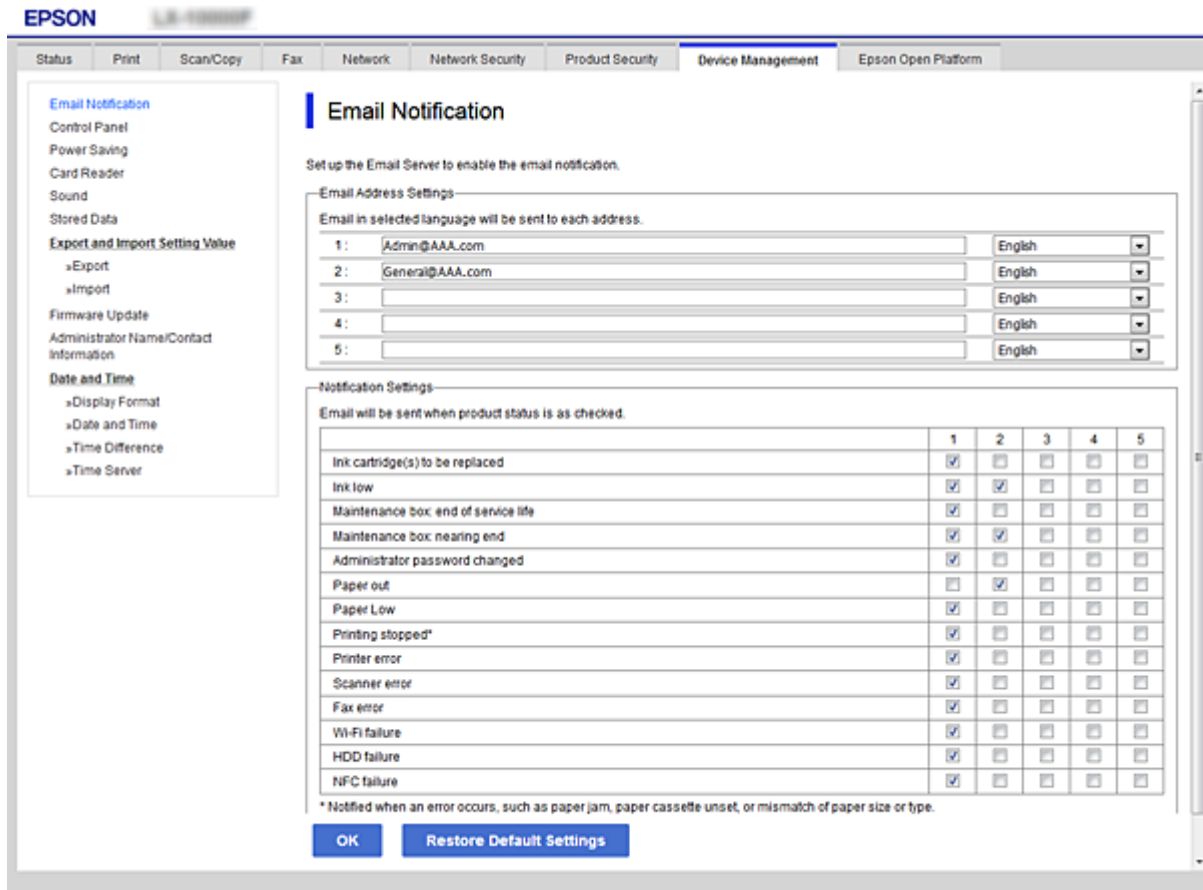 EPSON
Status Print Scan/Copy Fax Network Network Security Product Security Device Management Epson Open Platform
Email Notification
Control Panel
Power Saving
Card Reader
Sound
Stored Data
Export and Import Setting Value
»Export
»Import
Firmware Update
Administrator Name/Contact
Information
Date and Time
»Display Format
»Date and Time
»Time Difference
»Time Server
Email Notification
Set up the Email Server to enable the email notification.
Email Address Settings
Email in selected language will be sent to each address.
1 : Admin@AAA.com English
2 : General@AAA.com English
3 : English
4 : English
5 : English
Notification Settings
Email will be sent when product status is as checked.
1 2 3 4 5
Ink cartridge(s) to be replaced
Ink low
Maintenance box: end of service life
Maintenance box: nearing end
Administrator password changed
Paper out
Paper Low
Printing stopped*
Printer error
Scanner error
Fax error
Wi-Fi failure
HDD failure
NFC failure
* Notified when an error occurs, such as paper jam, paper cassette unset, or mismatch of paper size or type.
OK Restore Default Settings